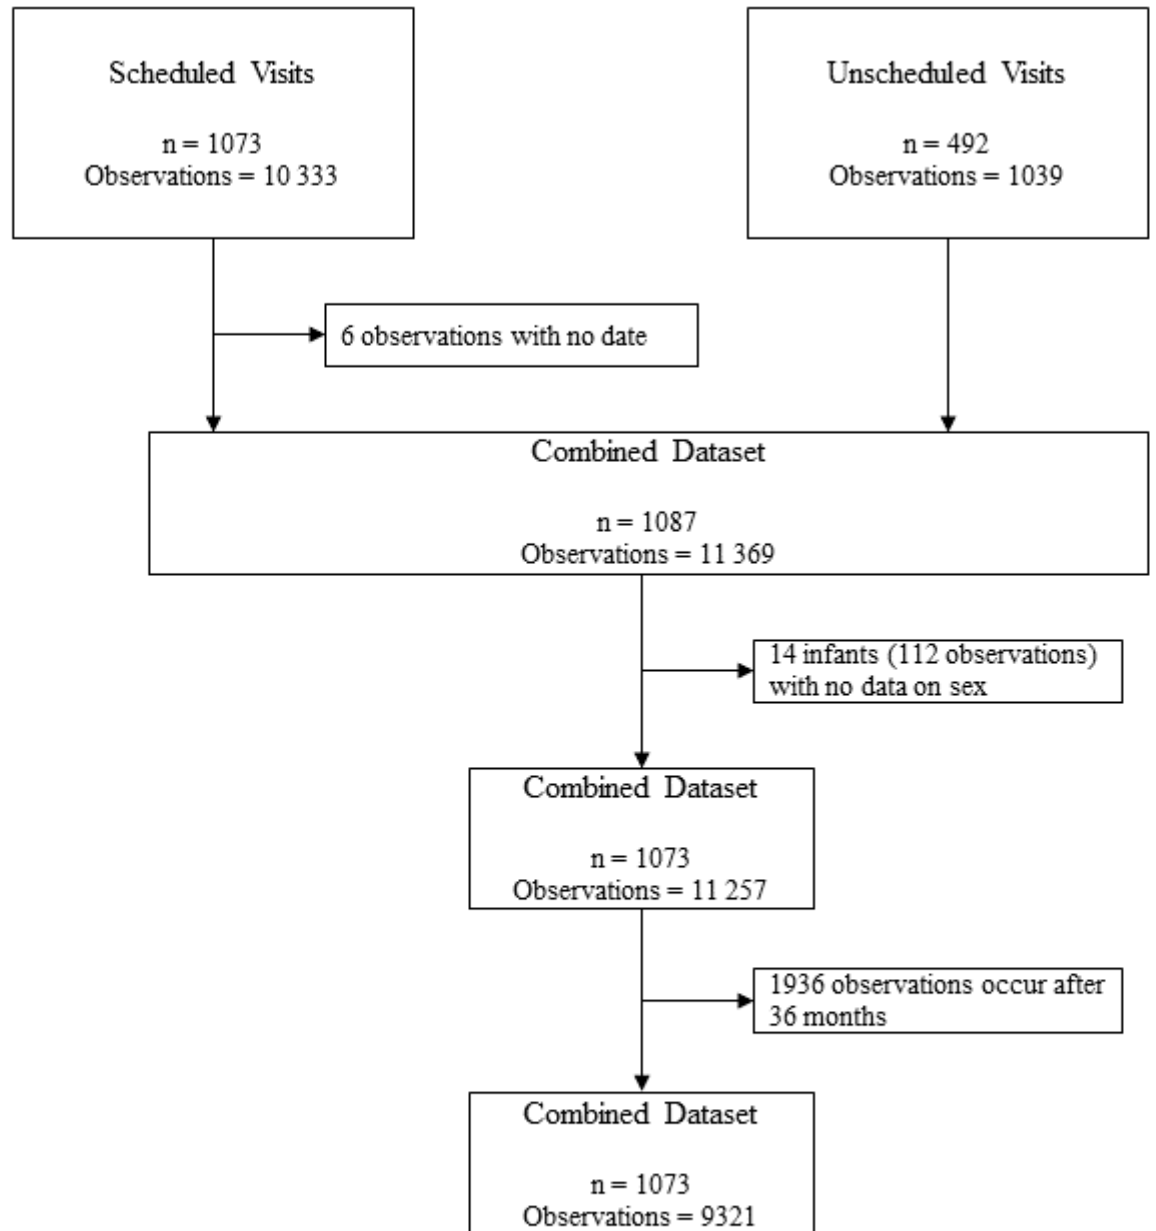 Scheduled Visits
n = 1073
Observations = 10 333
Unscheduled Visits
n = 492
Observations = 1039
6 observations with no date
Combined Dataset
n = 1087
Observations = 11 369
14 infants (112 observations)
with no data on sex
Combined Dataset
n = 1073
Observations = 11 257
1936 observations occur after
36 months
Combined Dataset
n = 1073
Observations = 9321